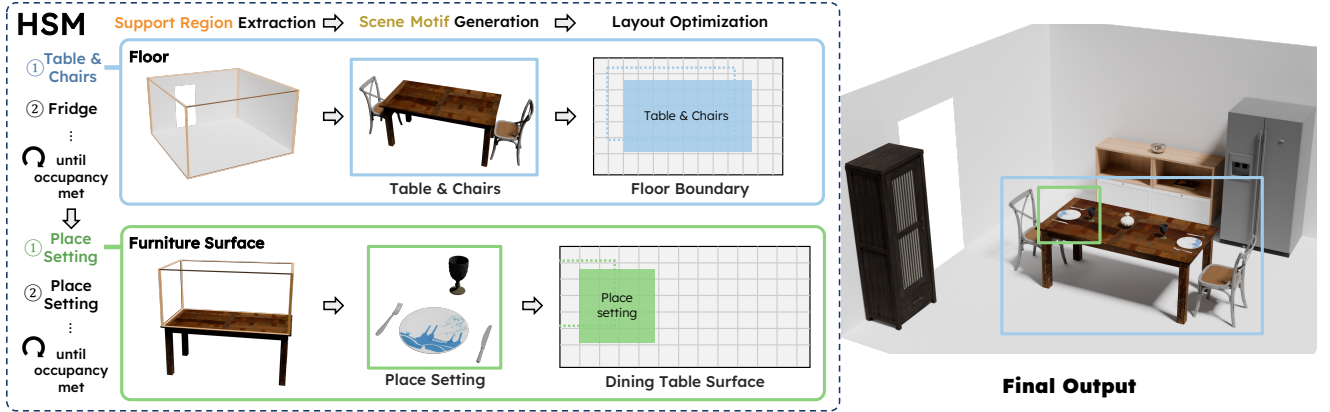 HSM
Support Region Extraction
Scene Motif Generation
Layout Optimization
① Table &
Chairs
② Fridge
⋮
until
occupancy
met
Floor
Table & Chairs
Table & Chairs
Floor Boundary
① Place
Setting
② Place
Setting
⋮
until
occupancy
met
Furniture Surface
Place Setting
Place
setting
Dining Table Surface
Final Output